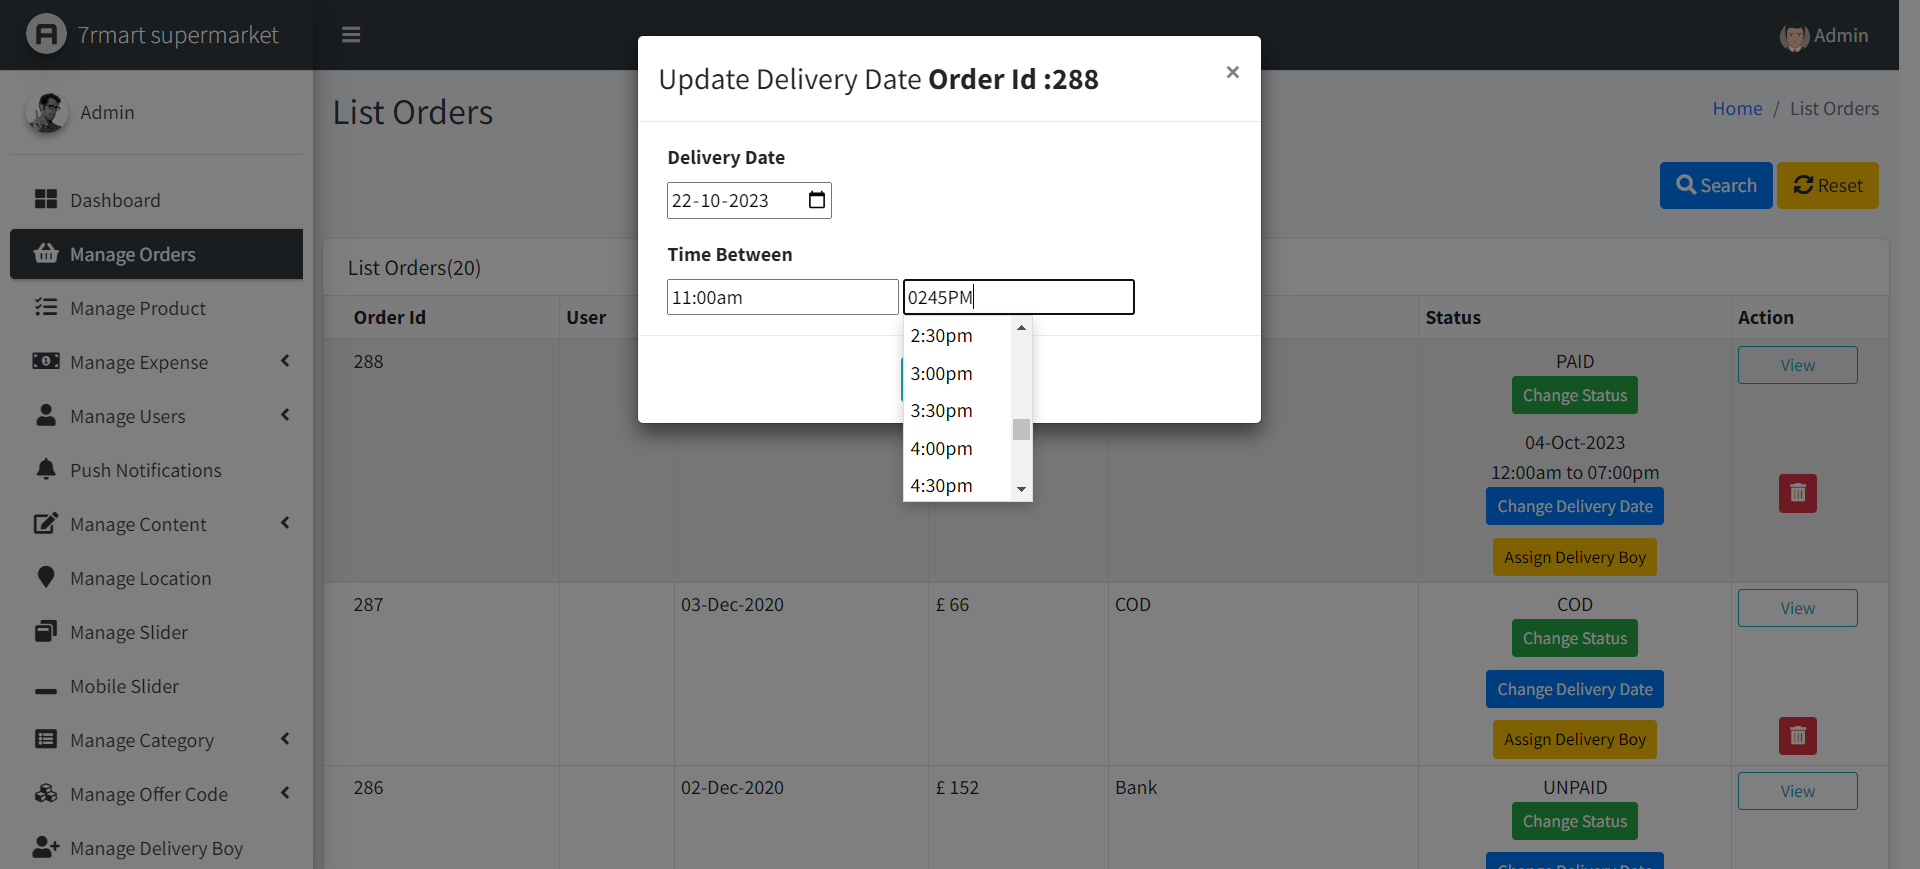 7rmart supermarket
Admin
Admin
Dashboard
Manage Orders
Manage Product
Manage Expense
Manage Users
Push Notifications
Manage Content
Manage Location
Manage Slider
Mobile Slider
Manage Category
Manage Offer Code
Manage Delivery Boy
List Orders
Home / List Orders
Search
Reset
Update Delivery Date Order Id :288
×
Delivery Date
22-10-2023
Time Between
11:00am
0245PM
2:30pm
3:00pm
3:30pm
4:00pm
4:30pm
List Orders(20)
Order Id
User
Status
Action
288
PAID
Change Status
04-Oct-2023
12:00am to 07:00pm
Change Delivery Date
Assign Delivery Boy
View
287
03-Dec-2020
£ 66
COD
COD
Change Status
Change Delivery Date
Assign Delivery Boy
View
286
02-Dec-2020
£ 152
Bank
UNPAID
Change Status
Change Delivery Date
View